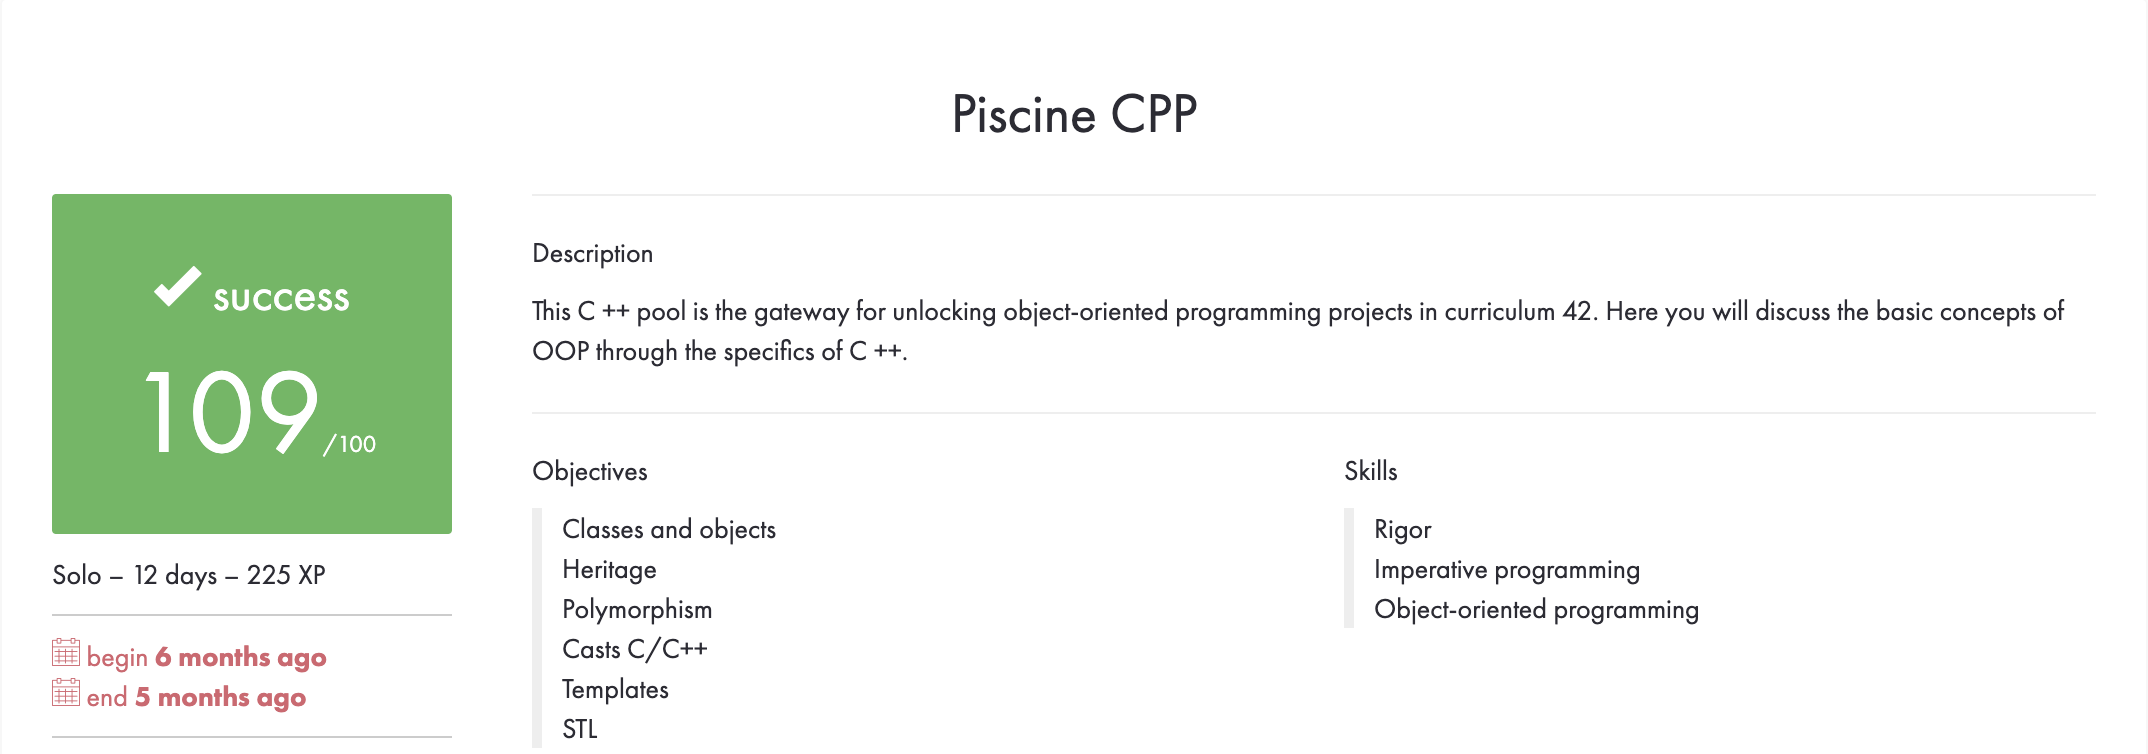 Piscine CPP
success
109/100
Solo – 12 days – 225 XP
begin 6 months ago
end 5 months ago
Description
This C ++ pool is the gateway for unlocking object-oriented programming projects in curriculum 42. Here you will discuss the basic concepts of
OOP through the specifics of C ++.
Objectives
Classes and objects
Heritage
Polymorphism
Casts C/C++
Templates
STL
Skills
Rigor
Imperative programming
Object-oriented programming